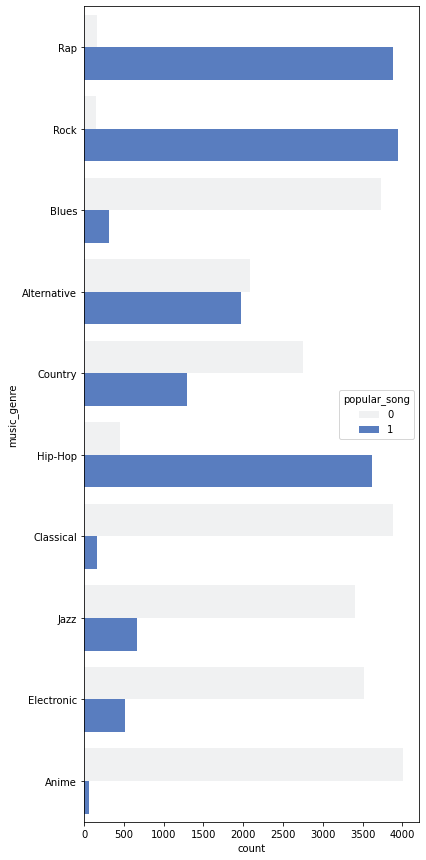 Rap
Rock
Blues
Alternative
Country
Hip-Hop
Classical
Jazz
Electronic
Anime
music_genre
popular_song
0
1
0 500 1000 1500 2000 2500 3000 3500 4000
count